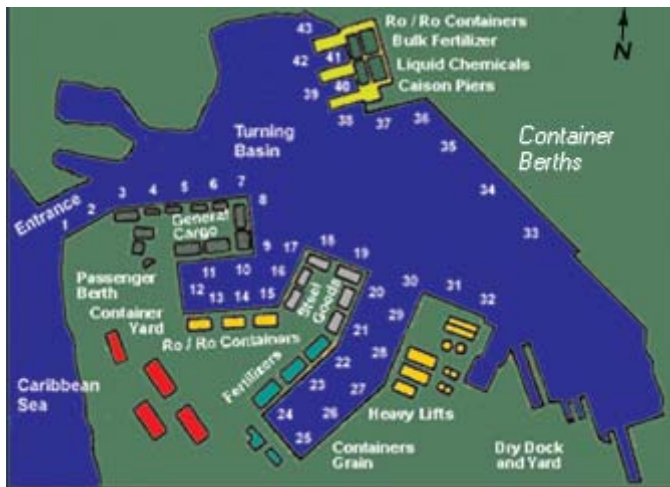 43
Ro / Ro Containers
Bulk Fertilizer
42
41
Liquid Chemicals
N
40
39
Caison Piers
38
37
36
Turning
Basin
35
Container
Berths
34
33
Entrance
1
2
3
4
5
6
7
8
General
Cargo
9
17
18
19
11
10
16
12
13
14
15
Steel
Goods
20
30
31
32
29
21
28
22
Passenger
Berth
Container
Yard
Ro / Ro Containers
Fertilizers
23
27
24
26
25
Caribbean
Sea
Heavy Lifts
Containers
Grain
Dry Dock
and Yard